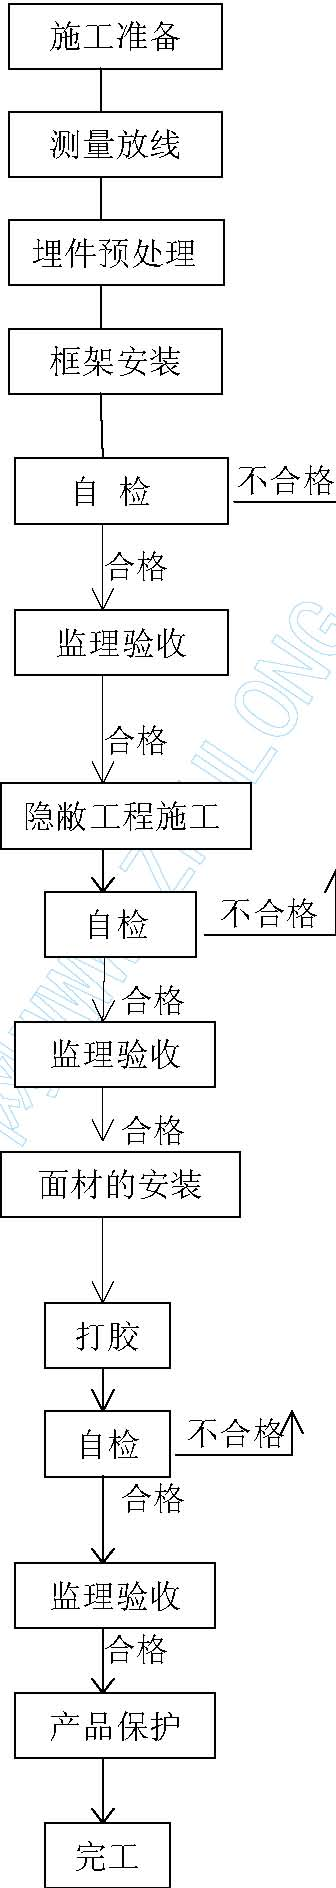 施工准备
测量放线
埋件预处理
框架安装
自 检
不合格
合格
监理验收
合格
隐蔽工程施工
自检
不合格
合格
监理验收
合格
面材的安装
打胶
自检
不合格
合格
监理验收
合格
产品保护
完工